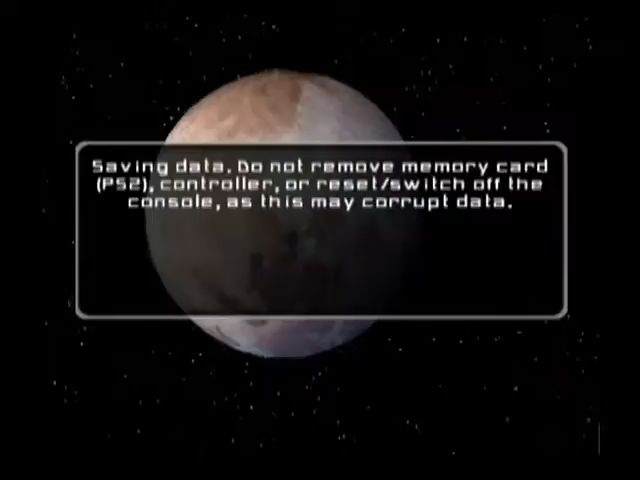 Saving data. Do not remove memory card
(PS2), controller, or reset/switch off the
console, as this may corrupt data.